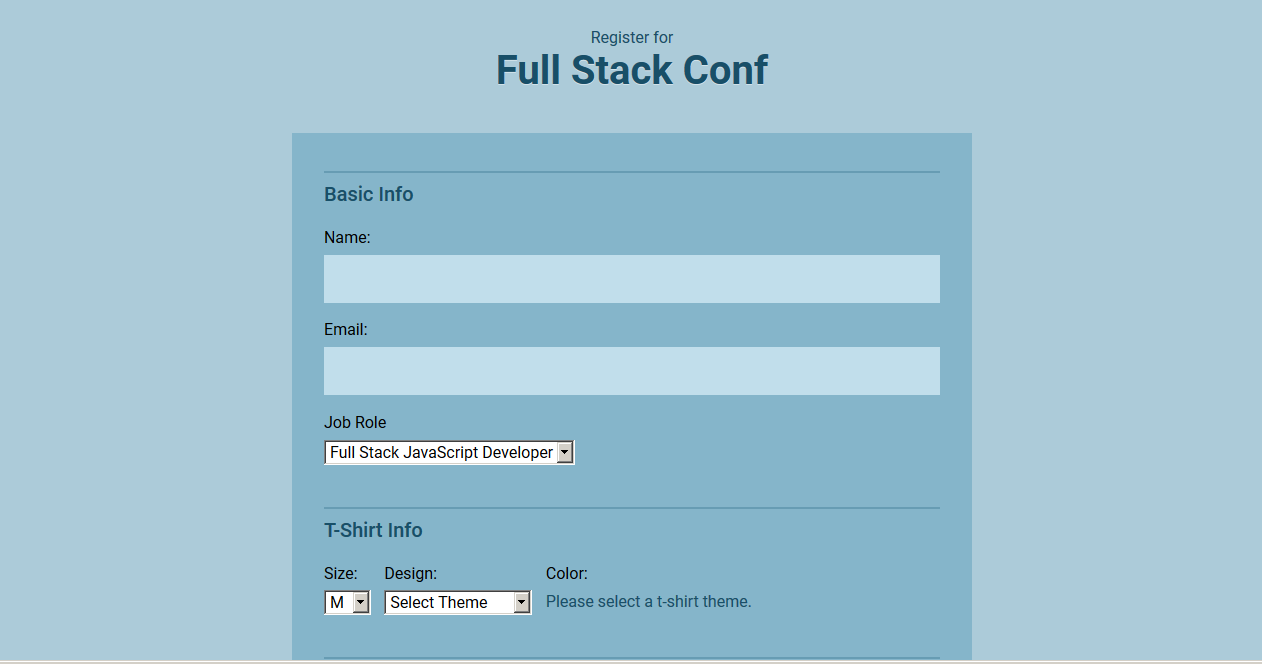 Register for
Full Stack Conf
Basic Info
Name:
Email:
Job Role
Full Stack JavaScript Developer
T-Shirt Info
Size: Design: Color:
M Select Theme Please select a t-shirt theme.